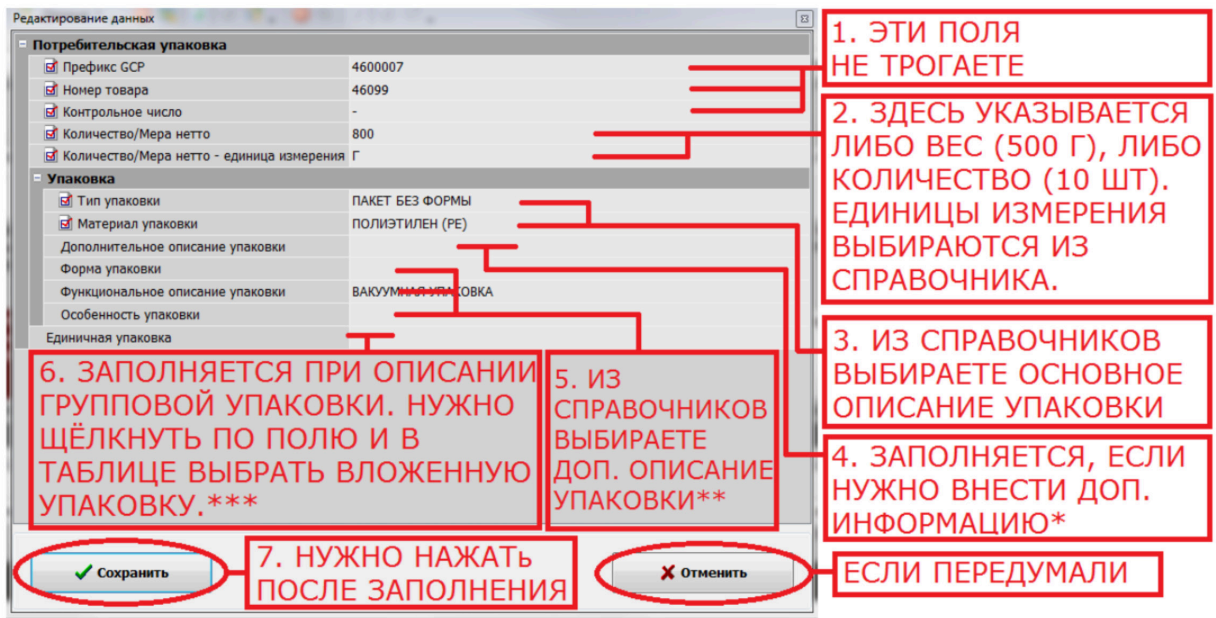 Редактирование данных
Потребительская упаковка
Префикс GCP 4600007
Номер товара 46099
Контрольное число -
Количество/Мера нетто 800
Количество/Мера нетто - единица измерения Г
Упаковка
Тип упаковки ПАКЕТ БЕЗ ФОРМЫ
Материал упаковки ПОЛИЭТИЛЕН (PE)
Дополнительное описание упаковки
Форма упаковки
Функциональное описание упаковки ВАКУУМНАЯ УПАКОВКА
Особенность упаковки
Единичная упаковка
1. ЭТИ ПОЛЯ
НЕ ТРОГАЕТЕ
2. ЗДЕСЬ УКАЗЫВАЕТСЯ
ЛИБО ВЕС (500 Г), ЛИБО
КОЛИЧЕСТВО (10 ШТ).
ЕДИНИЦЫ ИЗМЕРЕНИЯ
ВЫБИРАЮТСЯ ИЗ
СПРАВОЧНИКА.
3. ИЗ СПРАВОЧНИКОВ
ВЫБИРАЕТЕ ОСНОВНОЕ
ОПИСАНИЕ УПАКОВКИ
4. ЗАПОЛНЯЕТСЯ, ЕСЛИ
НУЖНО ВНЕСТИ ДОП.
ИНФОРМАЦИЮ*
5. ИЗ
СПРАВОЧНИКОВ
ВЫБИРАЕТЕ
ДОП. ОПИСАНИЕ
УПАКОВКИ**
6. ЗАПОЛНЯЕТСЯ ПРИ ОПИСАНИИ
ГРУППОВОЙ УПАКОВКИ. НУЖНО
ЩЁЛКНУТЬ ПО ПОЛЮ И В
ТАБЛИЦЕ ВЫБРАТЬ ВЛОЖЕННУЮ
УПАКОВКУ.***
Сохранить
7. НУЖНО НАЖАТЬ
ПОСЛЕ ЗАПОЛНЕНИЯ
Отменить
ЕСЛИ ПЕРЕДУМАЛИ